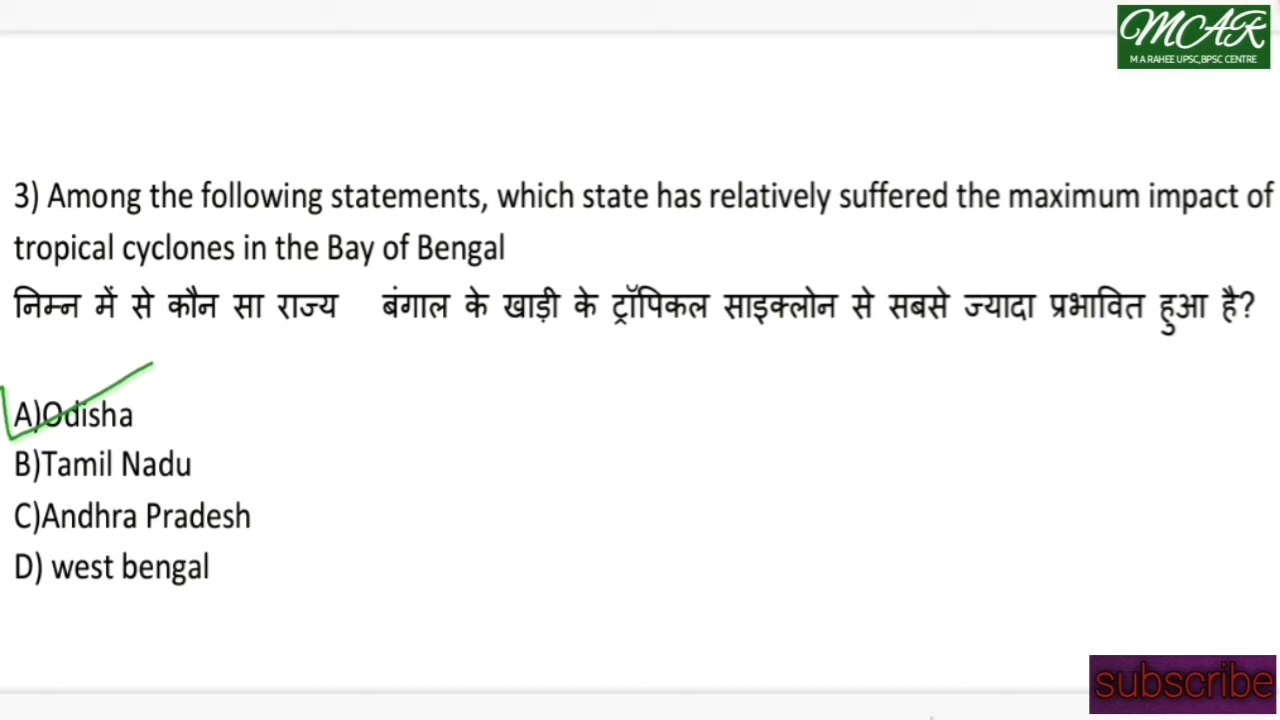 MCAR
M A RAHEE UPSC,BPSC CENTRE
3) Among the following statements, which state has relatively suffered the maximum impact of
tropical cyclones in the Bay of Bengal
निम्न में से कौन सा राज्य बंगाल के खाड़ी के ट्रॉपिकल साइक्लोन से सबसे ज्यादा प्रभावित हुआ है?
A)Odisha
B)Tamil Nadu
C)Andhra Pradesh
D) west bengal
subscribe